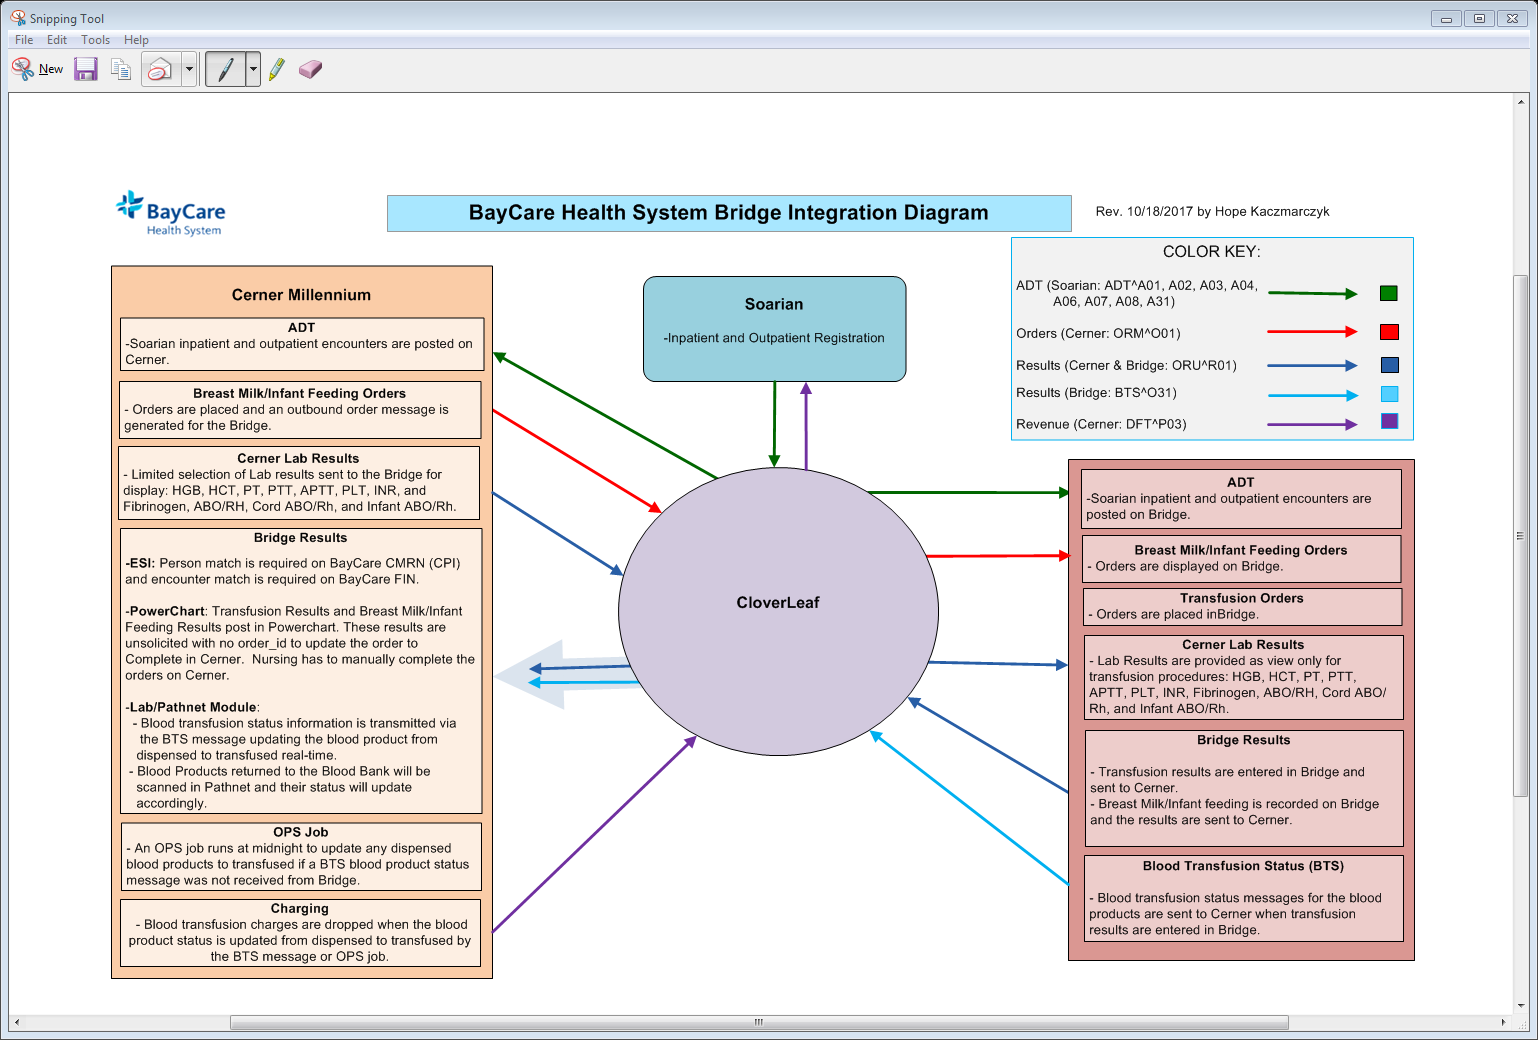 Snipping Tool
File Edit Tools Help
New
BayCare
Health System
BayCare Health System Bridge Integration Diagram
Rev. 10/18/2017 by Hope Kaczmarczyk
COLOR KEY:
ADT (Soarian: ADT^A01, A02, A03, A04,
A06, A07, A08, A31)
Orders (Cerner: ORM^O01)
Results (Cerner & Bridge: ORU^R01)
Results (Bridge: BTS^O31)
Revenue (Cerner: DFT^P03)
Cerner Millennium
ADT
-Soarian inpatient and outpatient encounters are posted on
Cerner.
Breast Milk/Infant Feeding Orders
- Orders are placed and an outbound order message is
generated for the Bridge.
Cerner Lab Results
- Limited selection of Lab results sent to the Bridge for
display: HGB, HCT, PT, PTT, APTT, PLT, INR, and
Fibrinogen, ABO/RH, Cord ABO/Rh, and Infant ABO/Rh.
Bridge Results
-ESI: Person match is required on BayCare CMRN (CPI)
and encounter match is required on BayCare FIN.
-PowerChart: Transfusion Results and Breast Milk/Infant
Feeding Results post in Powerchart. These results are
unsolicited with no order_id to update the order to
Complete in Cerner. Nursing has to manually complete the
orders on Cerner.
-Lab/Pathnet Module:
- Blood transfusion status information is transmitted via
the BTS message updating the blood product from
dispensed to transfused real-time.
- Blood Products returned to the Blood Bank will be
scanned in Pathnet and their status will update
accordingly.
OPS Job
- An OPS job runs at midnight to update any dispensed
blood products to transfused if a BTS blood product status
message was not received from Bridge.
Charging
- Blood transfusion charges are dropped when the blood
product status is updated from dispensed to transfused by
the BTS message or OPS job.
Soarian
-Inpatient and Outpatient Registration
CloverLeaf
ADT
-Soarian inpatient and outpatient encounters are
posted on Bridge.
Breast Milk/Infant Feeding Orders
- Orders are displayed on Bridge.
Transfusion Orders
- Orders are placed inBridge.
Cerner Lab Results
- Lab Results are provided as view only for
transfusion procedures: HGB, HCT, PT, PTT,
APTT, PLT, INR, Fibrinogen, ABO/RH, Cord ABO/
Rh, and Infant ABO/Rh.
Bridge Results
- Transfusion results are entered in Bridge and
sent to Cerner.
- Breast Milk/Infant feeding is recorded on Bridge
and the results are sent to Cerner.
Blood Transfusion Status (BTS)
- Blood transfusion status messages for the blood
products are sent to Cerner when transfusion
results are entered in Bridge.